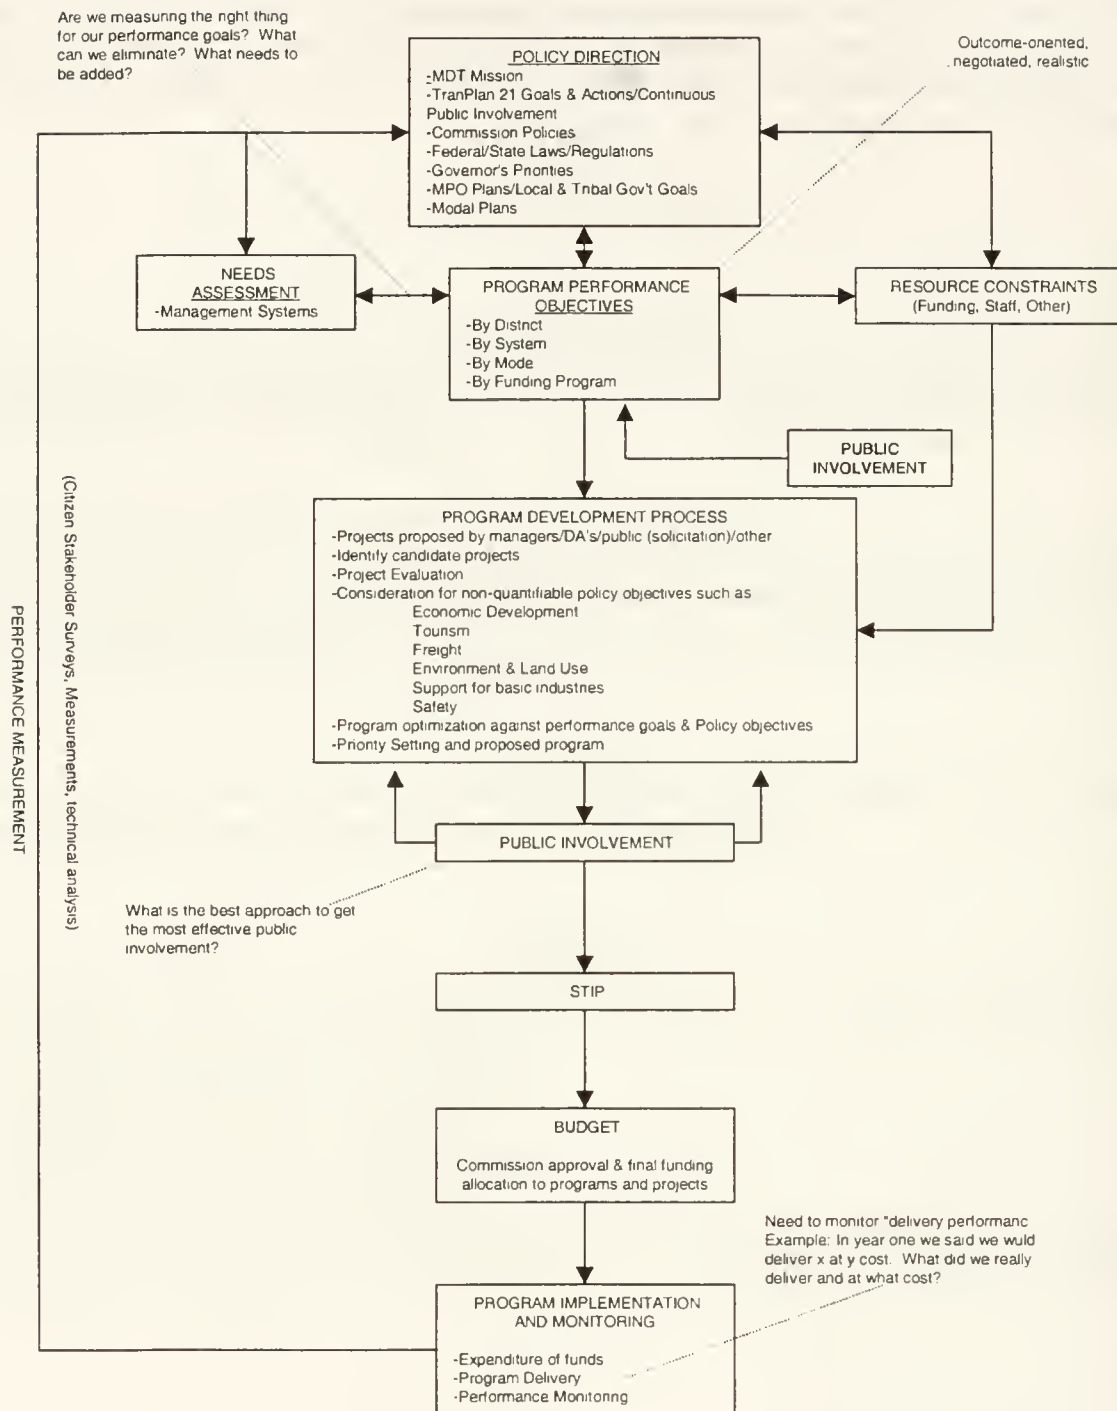 Are we measuring the right thing
for our performance goals? What
can we eliminate? What needs to
be added?
Outcome-oriented,
negotiated, realistic
POLICY DIRECTION
-MDT Mission
-TranPlan 21 Goals & Actions/Continuous
Public Involvement
-Commission Policies
-Federal/State Laws/Regulations
-Governor's Priorities
-MPO Plans/Local & Tribal Gov't Goals
-Modal Plans
NEEDS
ASSESSMENT
-Management Systems
PROGRAM PERFORMANCE
OBJECTIVES
-By District
-By System
-By Mode
-By Funding Program
RESOURCE CONSTRAINTS
(Funding, Staff, Other)
PUBLIC
INVOLVEMENT
PROGRAM DEVELOPMENT PROCESS
-Projects proposed by managers/DA's/public (solicitation)/other
-Identify candidate projects
-Project Evaluation
-Consideration for non-quantifiable policy objectives such as
Economic Development
Tourism
Freight
Environment & Land Use
Support for basic industries
Safety
-Program optimization against performance goals & Policy objectives
-Priority Setting and proposed program
PERFORMANCE MEASUREMENT
(Citizen Stakeholder Surveys, Measurements, technical analysis)
PUBLIC INVOLVEMENT
What is the best approach to get
the most effective public
involvement?
STIP
BUDGET
Commission approval & final funding
allocation to programs and projects
Need to monitor "delivery performanc
Example: In year one we said we wuld
deliver x at y cost. What did we really
deliver and at what cost?
PROGRAM IMPLEMENTATION
AND MONITORING
-Expenditure of funds
-Program Delivery
-Performance Monitoring